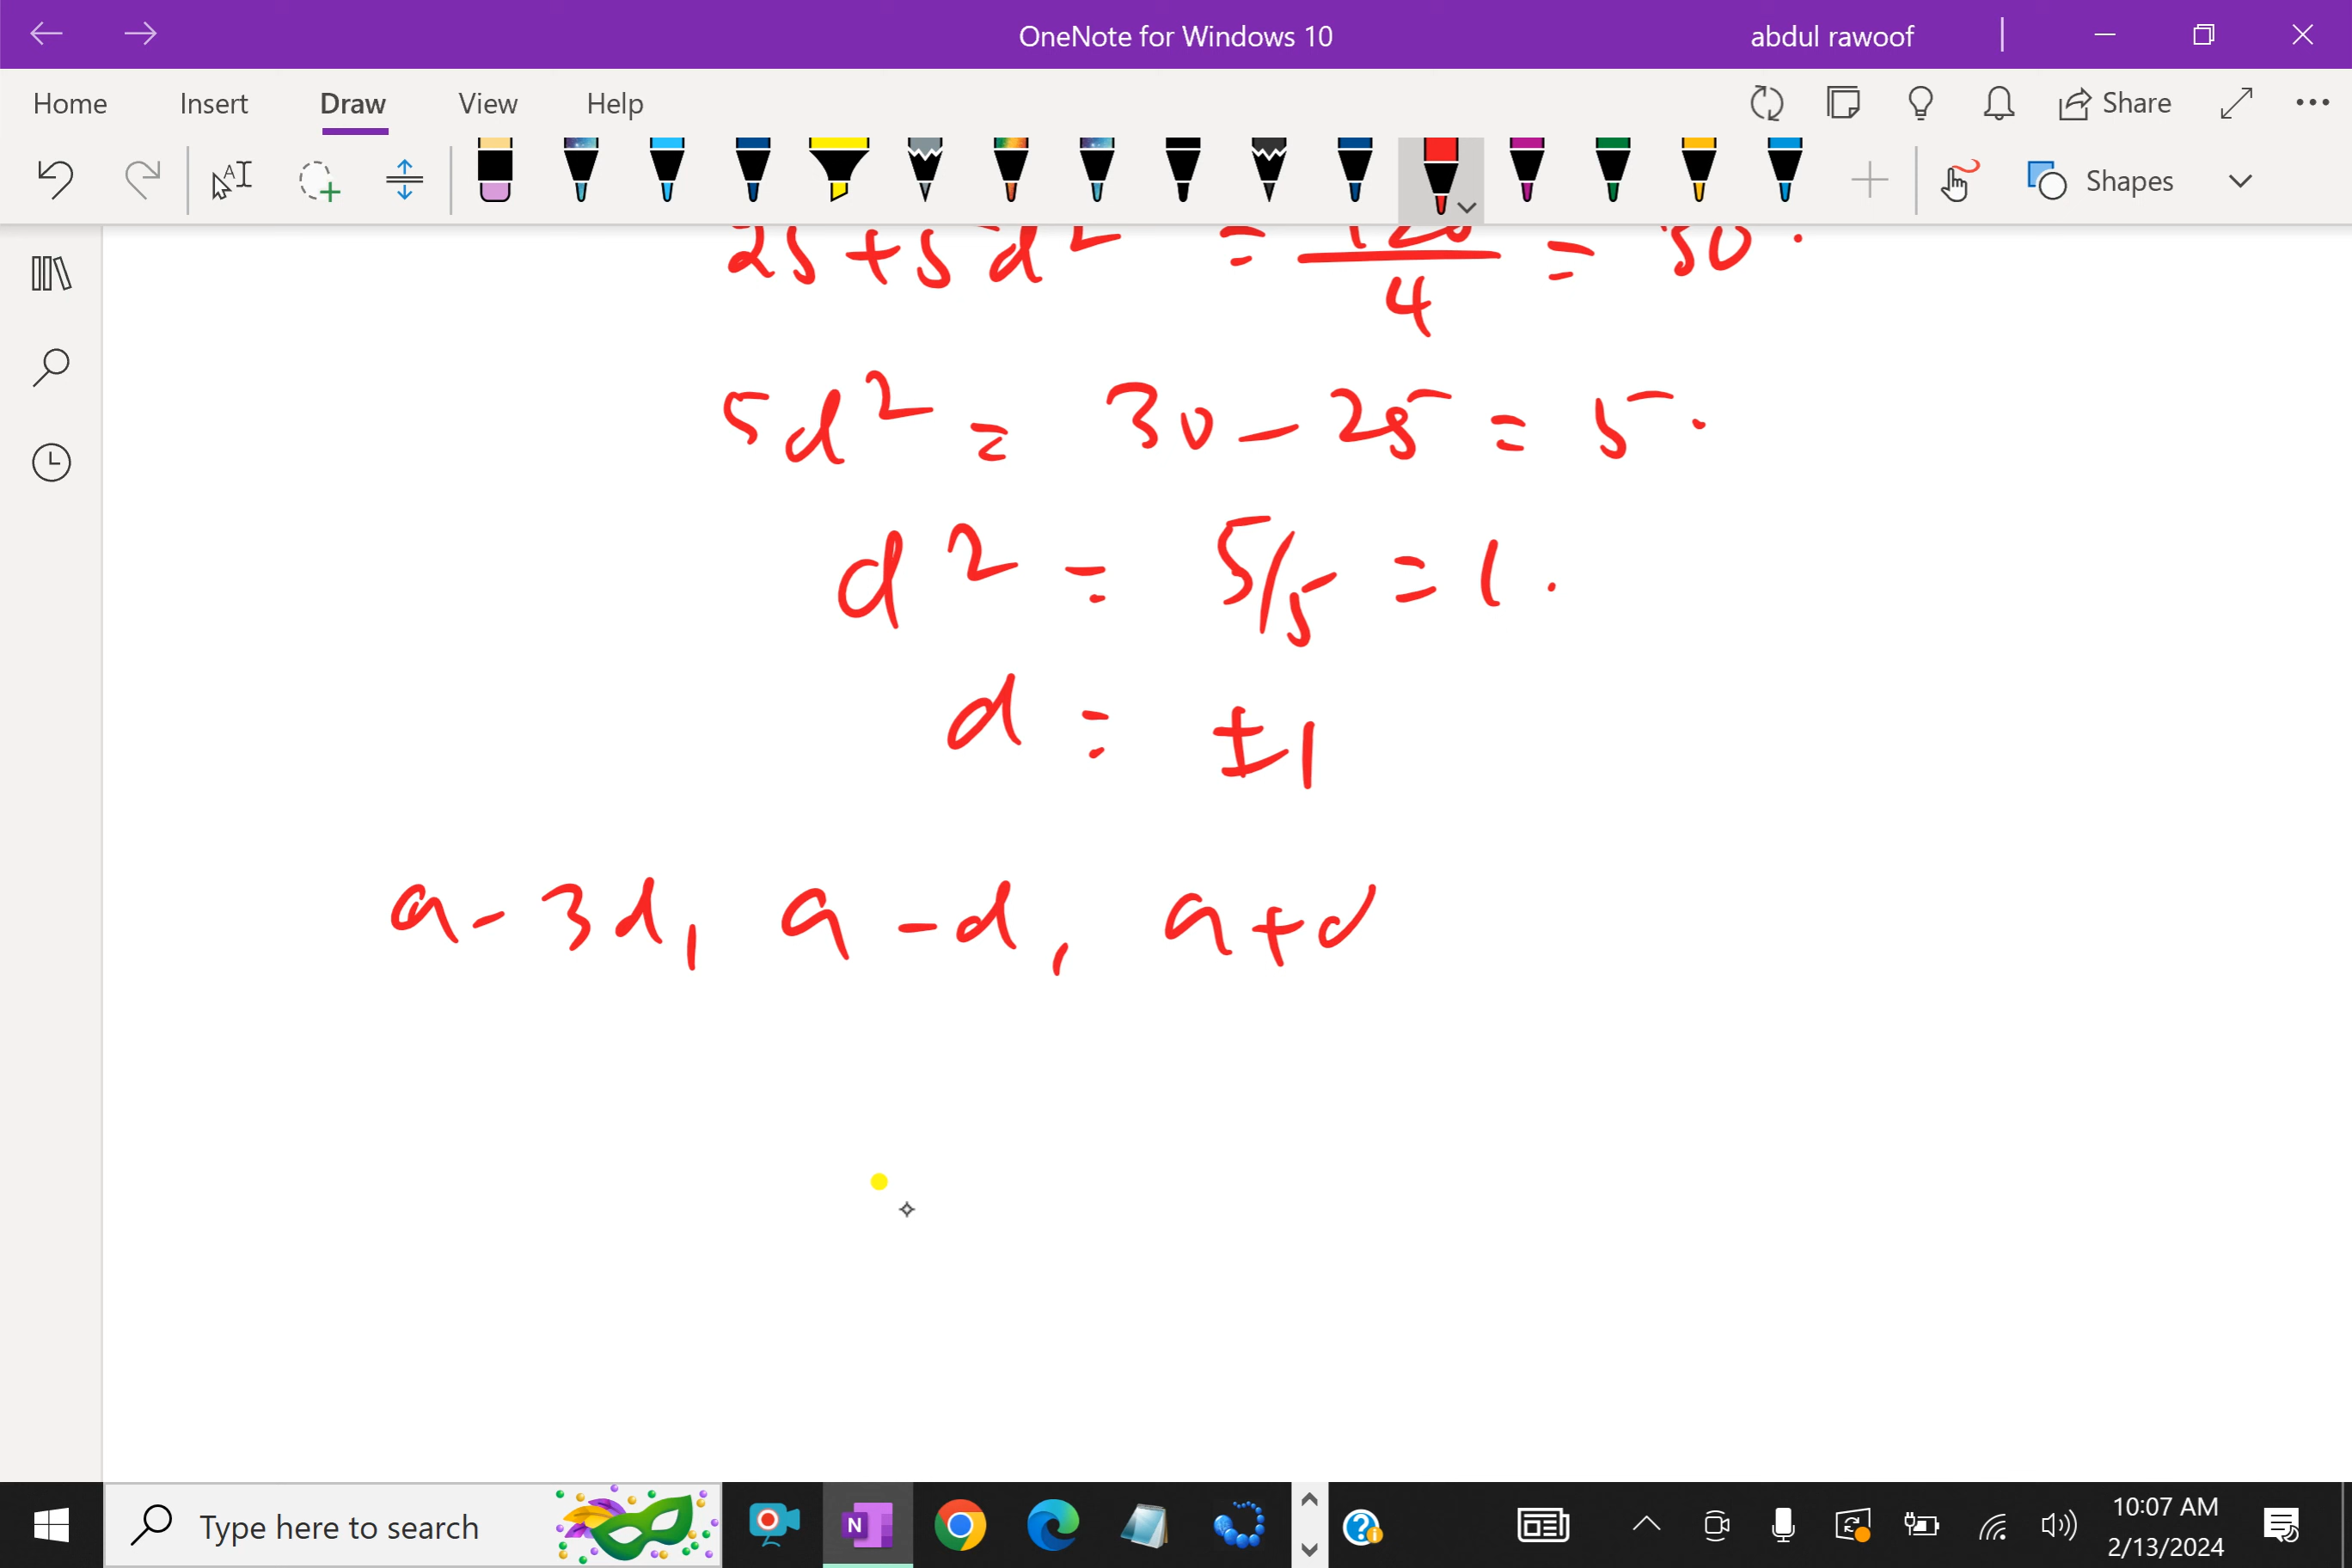 OneNote for Windows 10 abdul rawoof
Home Insert Draw View Help Share
Shapes
25 + 5d² = 120/4 = 30.
5d² = 30 - 25 = 5.
d² = 5/5 = 1.
d = ±1
a - 3d, a - d, a + d
Type here to search
10:07 AM
2/13/2024